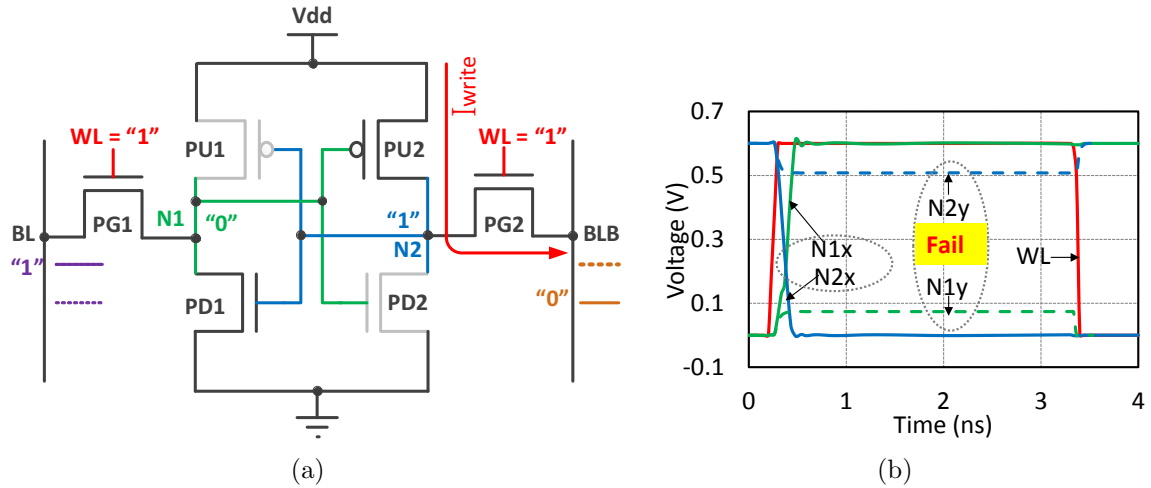 Vdd
Iwrite
WL = “1”
WL = “1”
PU1
PU2
PG1
PG2
N1
“0”
“1”
N2
BL
BLB
“1”
“0”
PD1
PD2
(a)
0.7
0.5
0.3
0.1
-0.1
Voltage (V)
N2y
Fail
N1x
N2x
N1y
WL
0
1
2
3
4
Time (ns)
(b)